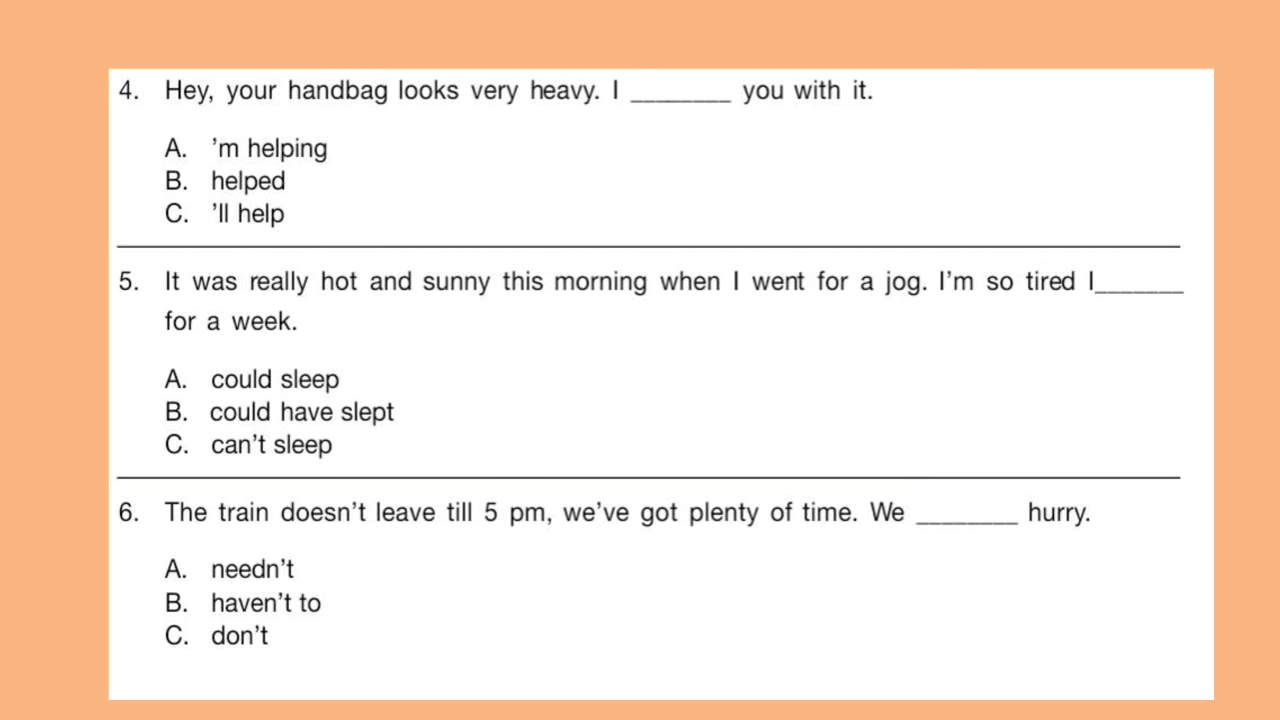 4. Hey, your handbag looks very heavy. I ________ you with it.
A. ’m helping
B. helped
C. ’ll help
5. It was really hot and sunny this morning when I went for a jog. I’m so tired I_______
for a week.
A. could sleep
B. could have slept
C. can’t sleep
6. The train doesn’t leave till 5 pm, we’ve got plenty of time. We ________ hurry.
A. needn’t
B. haven’t to
C. don’t